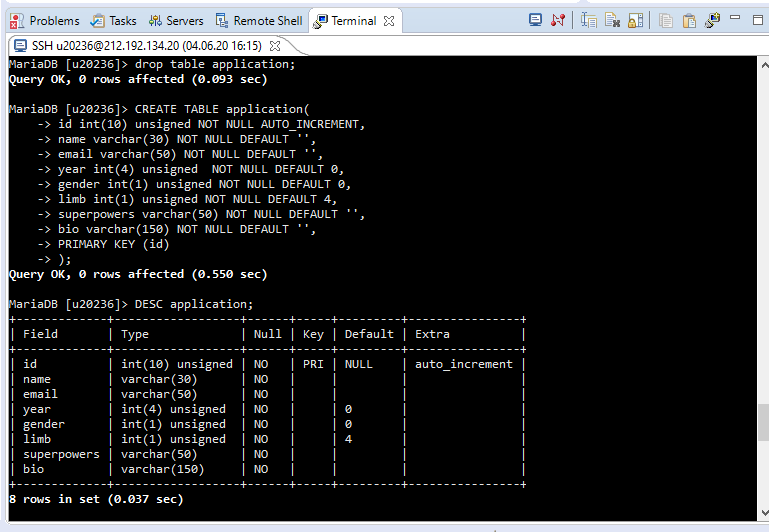 Problems Tasks Servers Remote Shell Terminal
SSH u20236@212.192.134.20 (04.06.20 16:15)
MariaDB [u20236]> drop table application;
Query OK, 0 rows affected (0.093 sec)
MariaDB [u20236]> CREATE TABLE application(
    -> id int(10) unsigned NOT NULL AUTO_INCREMENT,
    -> name varchar(30) NOT NULL DEFAULT '',
    -> email varchar(50) NOT NULL DEFAULT '',
    -> year int(4) unsigned  NOT NULL DEFAULT 0,
    -> gender int(1) unsigned NOT NULL DEFAULT 0,
    -> limb int(1) unsigned NOT NULL DEFAULT 4,
    -> superpowers varchar(50) NOT NULL DEFAULT '',
    -> bio varchar(150) NOT NULL DEFAULT '',
    -> PRIMARY KEY (id)
    -> );
Query OK, 0 rows affected (0.550 sec)
MariaDB [u20236]> DESC application;
+-------------+------------------+------+-----+---------+----------------+
| Field       | Type             | Null | Key | Default | Extra          |
+-------------+------------------+------+-----+---------+----------------+
| id          | int(10) unsigned | NO   | PRI | NULL    | auto_increment |
| name        | varchar(30)      | NO   |     |         |                |
| email       | varchar(50)      | NO   |     |         |                |
| year        | int(4) unsigned  | NO   |     | 0       |                |
| gender      | int(1) unsigned  | NO   |     | 0       |                |
| limb        | int(1) unsigned  | NO   |     | 4       |                |
| superpowers | varchar(50)      | NO   |     |         |                |
| bio         | varchar(150)     | NO   |     |         |                |
+-------------+------------------+------+-----+---------+----------------+
8 rows in set (0.037 sec)